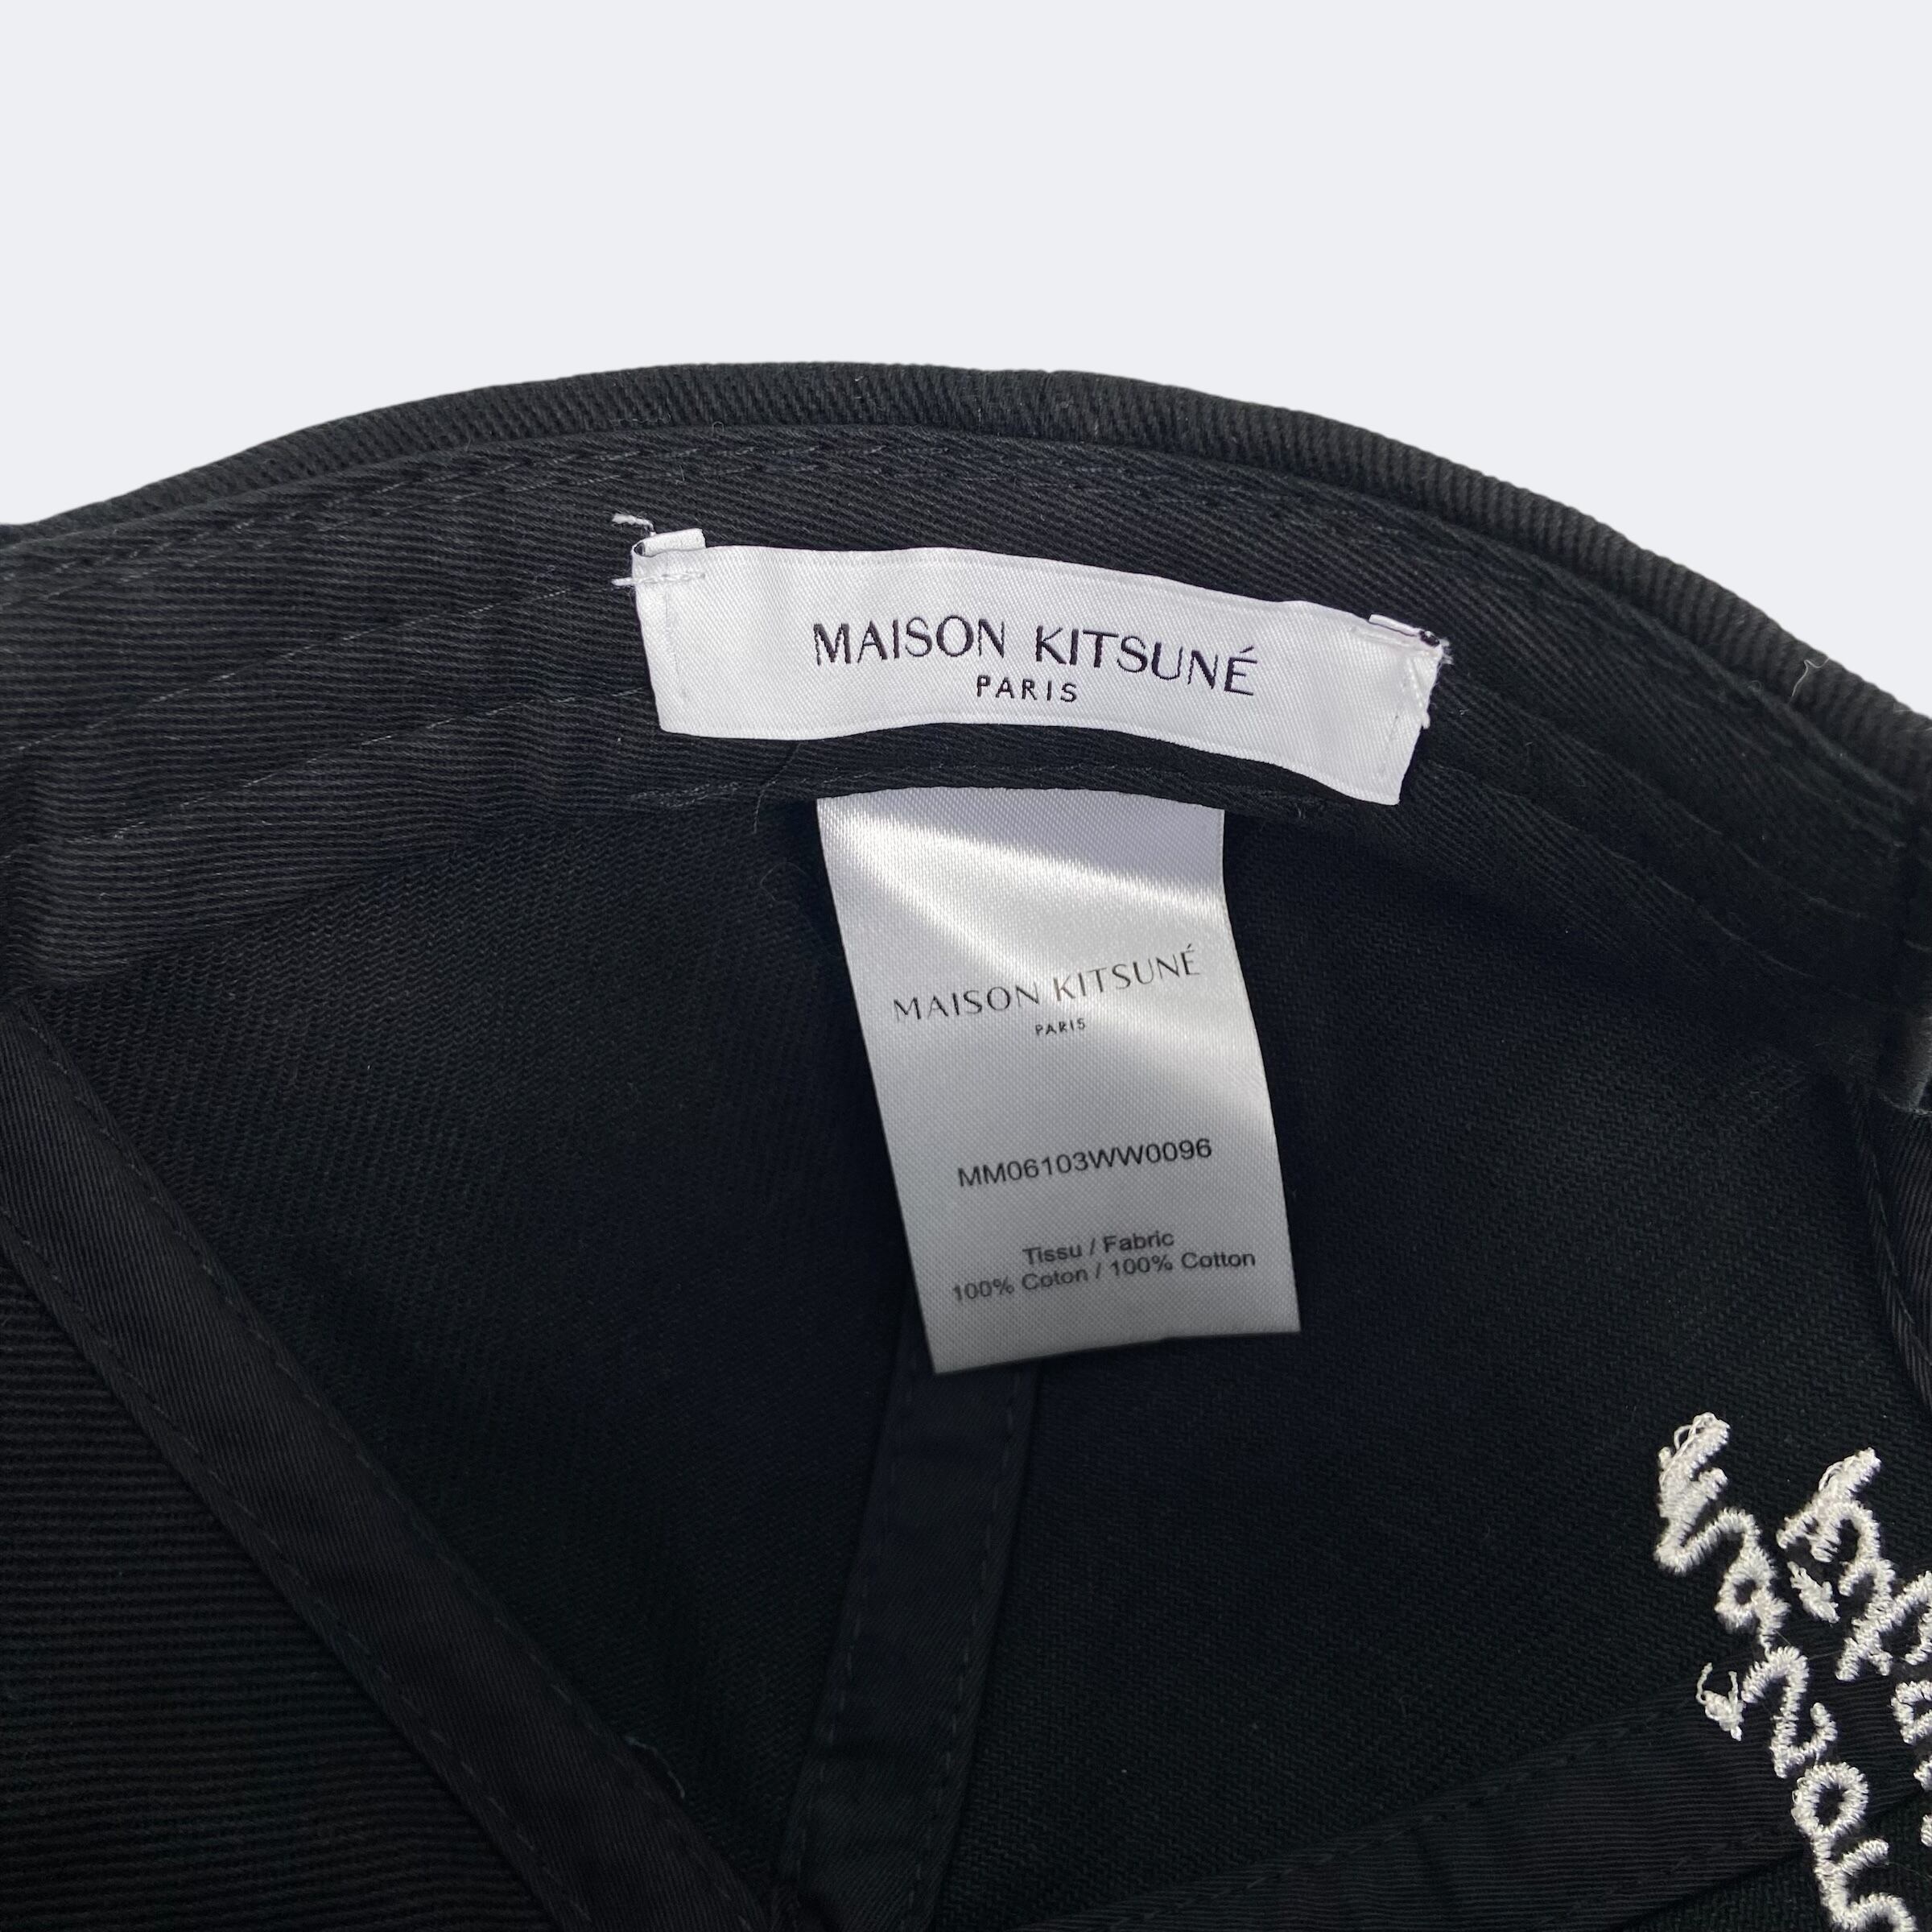 MAISON KITSUNÉ
PARIS
MAISON KITSUNÉ
PARIS
MM06103WW0096
Tissu / Fabric
100% Coton / 100% Cotton